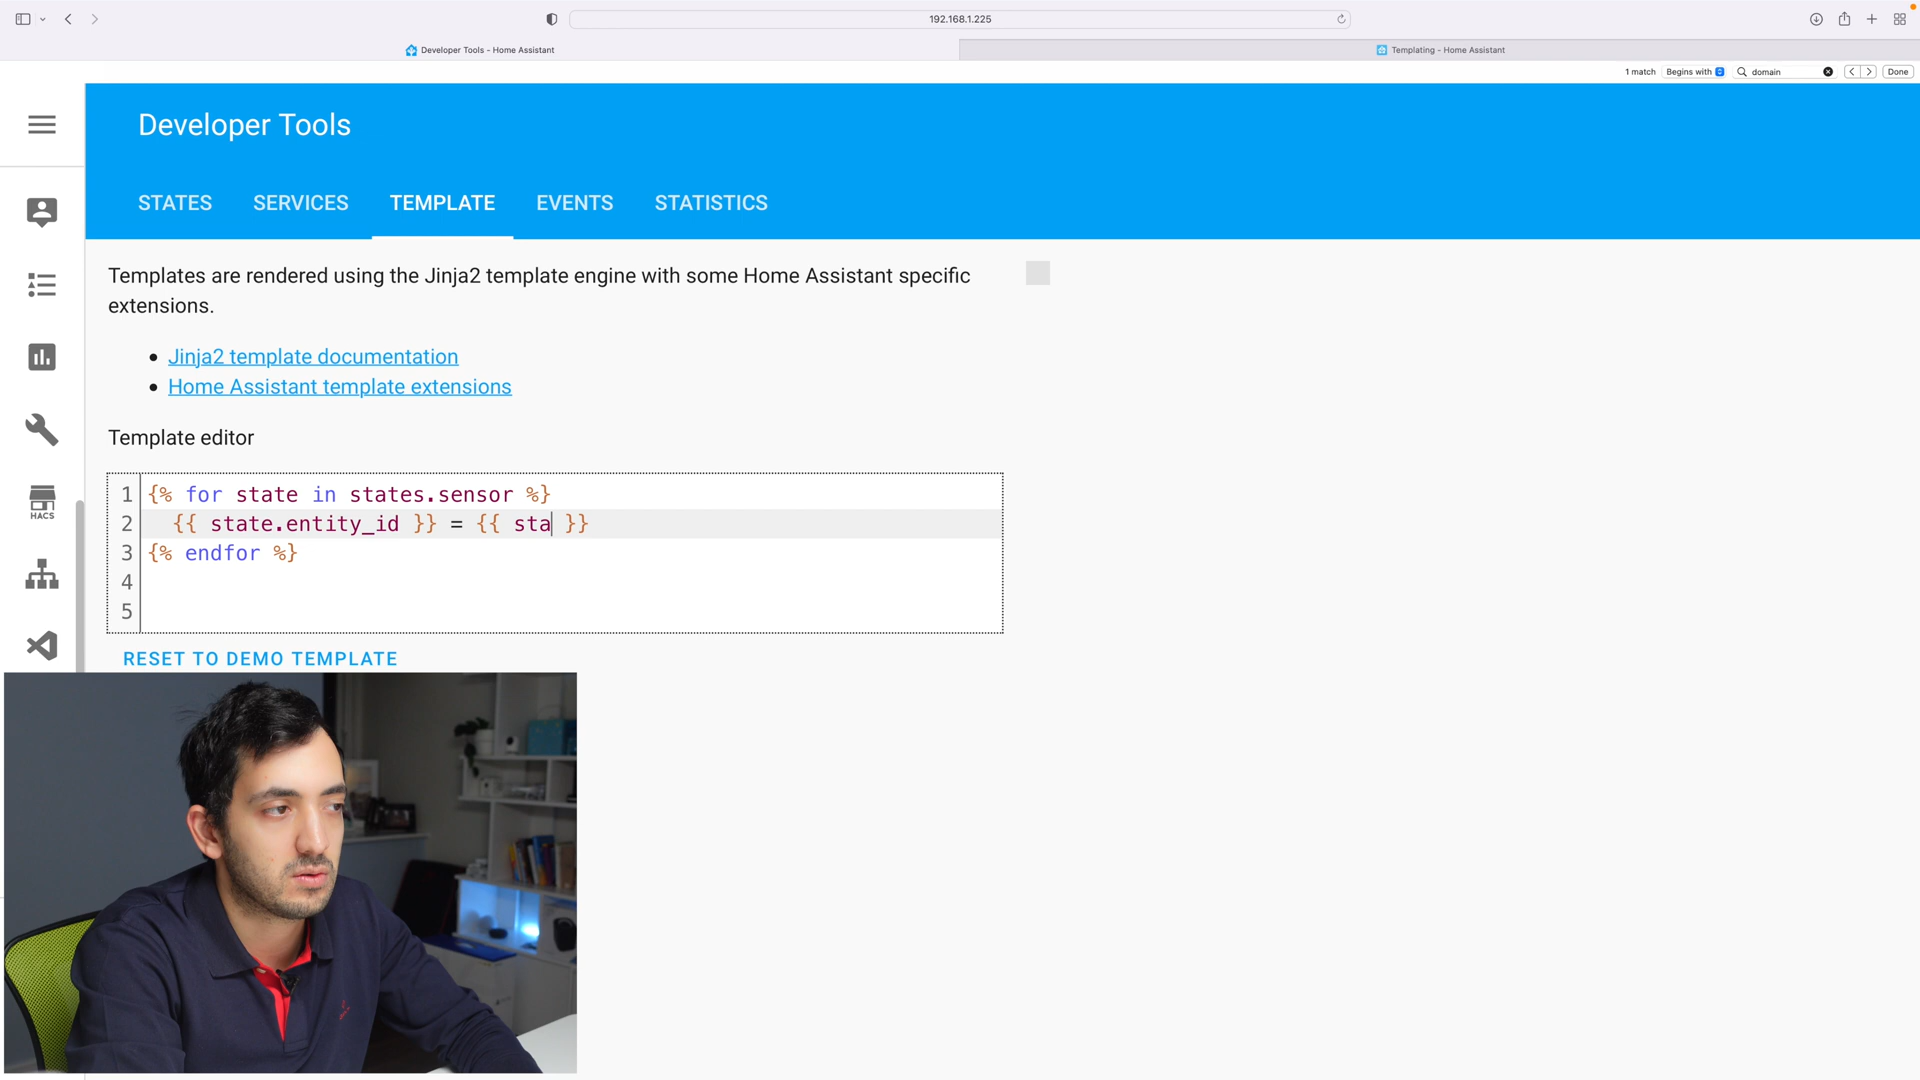 192.168.1.225
Developer Tools - Home Assistant
Templating - Home Assistant
1 match
Begins with
domain
Done
Developer Tools
STATES
SERVICES
TEMPLATE
EVENTS
STATISTICS
Templates are rendered using the Jinja2 template engine with some Home Assistant specific
extensions.
Jinja2 template documentation
Home Assistant template extensions
HACS
Template editor
1 {% for state in states.sensor %}
2 {{ state.entity_id }} = {{ sta }}
3 {% endfor %}
4
5
RESET TO DEMO TEMPLATE